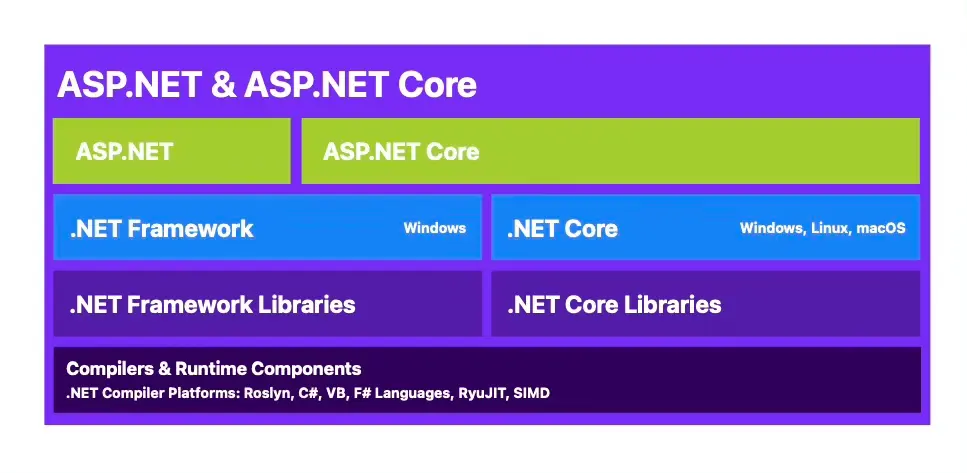 ASP.NET & ASP.NET Core
ASP.NET
ASP.NET Core
.NET Framework
Windows
.NET Core
Windows, Linux, macOS
.NET Framework Libraries
.NET Core Libraries
Compilers & Runtime Components
.NET Compiler Platforms: Roslyn, C#, VB, F# Languages, RyuJIT, SIMD